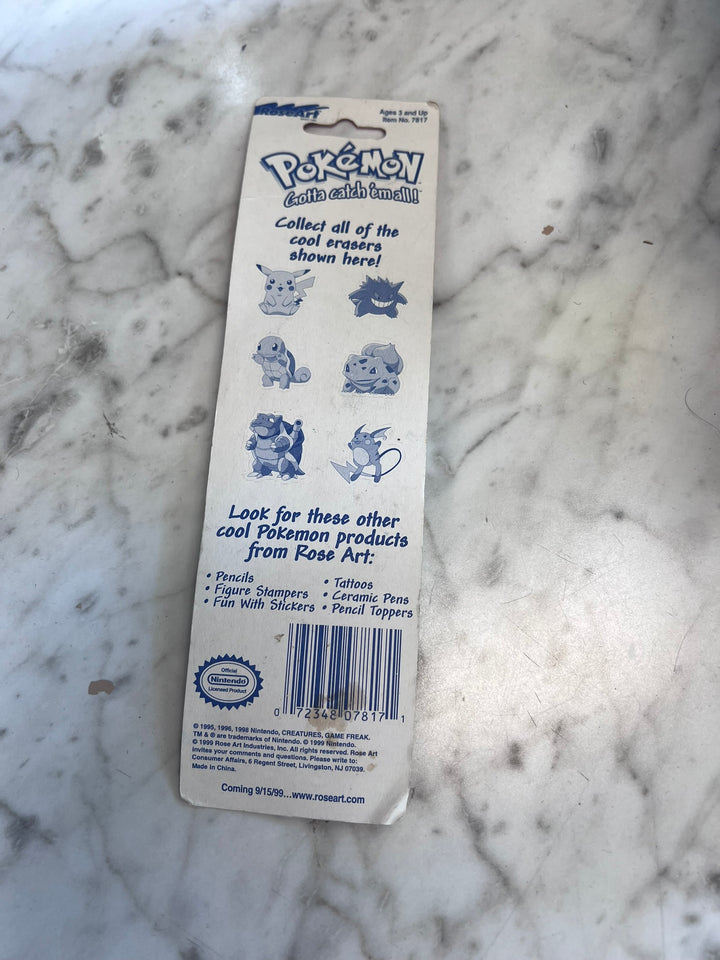 RoseArt
Ages 3 and Up
Item No. 7817
POKéMON
Gotta catch 'em all!
Collect all of the
cool erasers
shown here!
Look for these other
cool Pokemon products
from Rose Art:
• Pencils
• Figure Stampers
• Fun With Stickers
• Tattoos
• Ceramic Pens
• Pencil Toppers
Official
Nintendo
Licensed Product
0 72348 07817 1
© 1995, 1996, 1998 Nintendo, CREATURES, GAME FREAK.
TM & ® are trademarks of Nintendo. © 1999 Nintendo.
© 1999 Rose Art Industries, Inc. All rights reserved. Rose Art
invites your comments and questions. Please write to:
Consumer Affairs, 6 Regent Street, Livingston, NJ 07039.
Made in China.
Coming 9/15/99...www.roseart.com